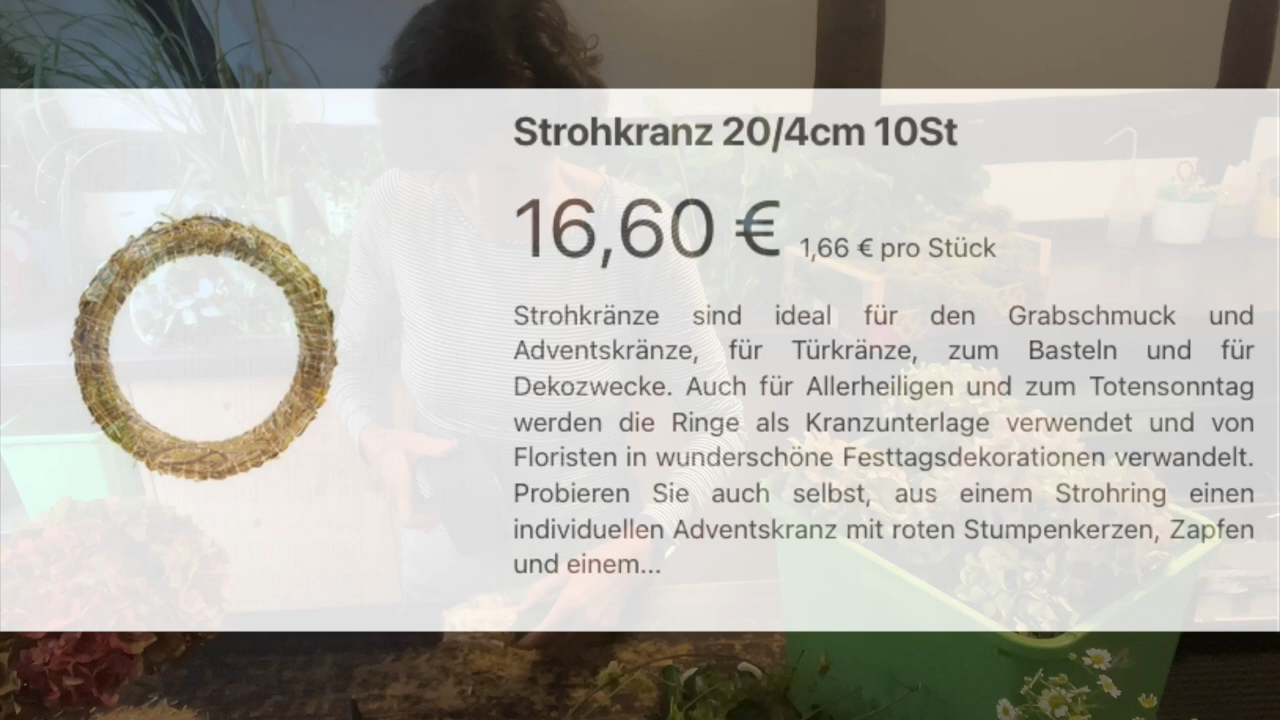 Strohkranz 20/4cm 10St
16,60 € 1,66 € pro Stück
Strohkränze sind ideal für den Grabschmuck und
Adventskränze, für Türkränze, zum Basteln und für
Dekozwecke. Auch für Allerheiligen und zum Totensonntag
werden die Ringe als Kranzunterlage verwendet und von
Floristen in wunderschöne Festtagsdekorationen verwandelt.
Probieren Sie auch selbst, aus einem Strohring einen
individuellen Adventskranz mit roten Stumpenkerzen, Zapfen
und einem...